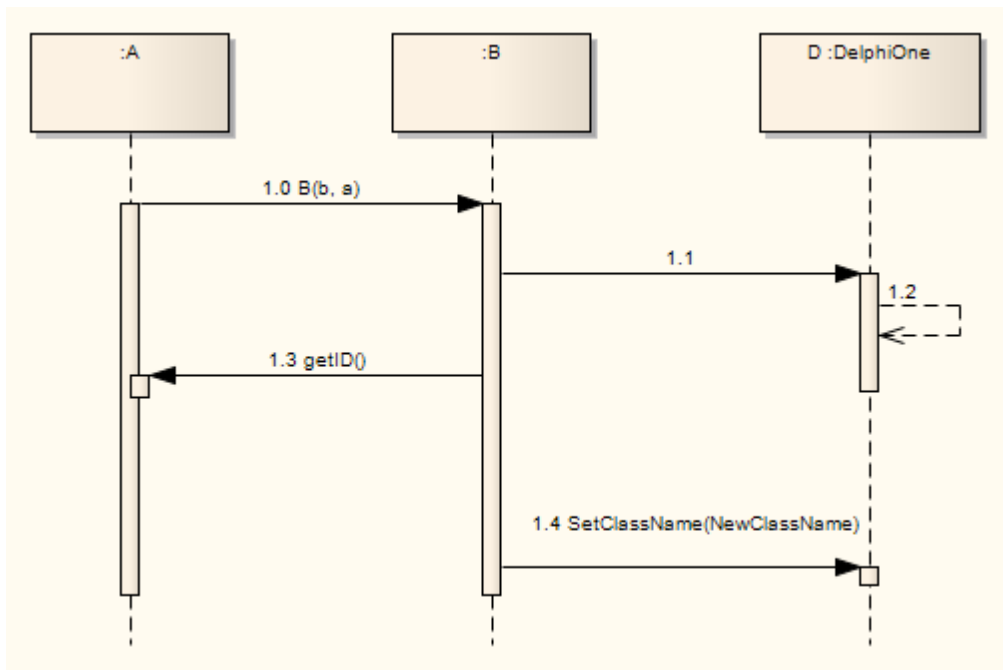 :A
:B
D :DelphiOne
1.0 B(b, a)
1.1
1.2
1.3 getID()
1.4 SetClassName(NewClassName)